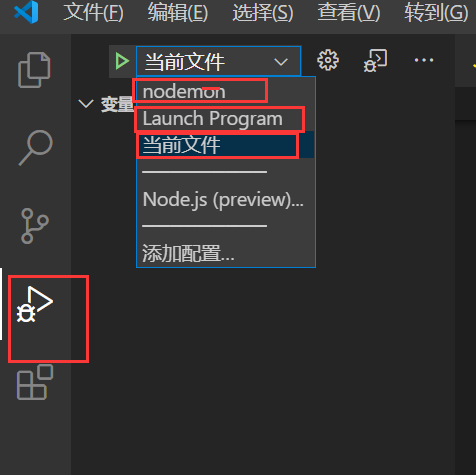 文件(F) 编辑(E) 选择(S) 查看(V) 转到(G)
当前文件
nodemon
变量
Launch Program
当前文件
Node.js (preview)...
添加配置...